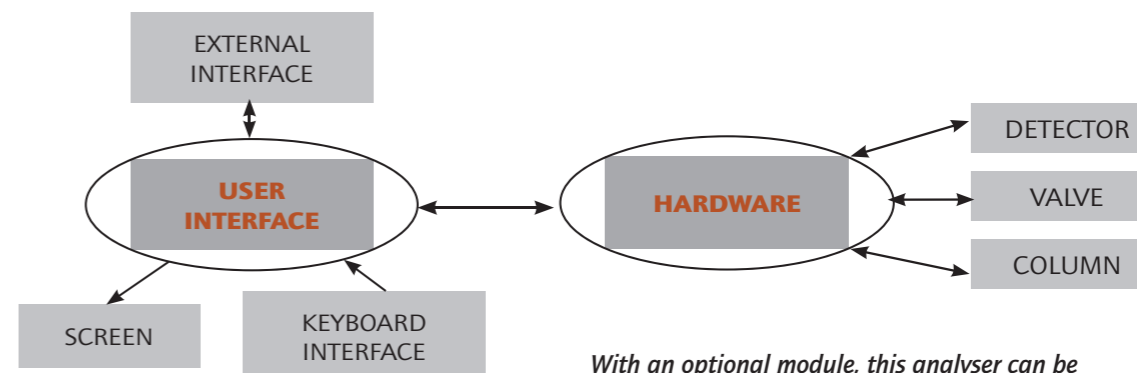 EXTERNAL
INTERFACE
USER
INTERFACE
HARDWARE
DETECTOR
VALVE
COLUMN
SCREEN
KEYBOARD
INTERFACE
With an optional module, this analyser can be